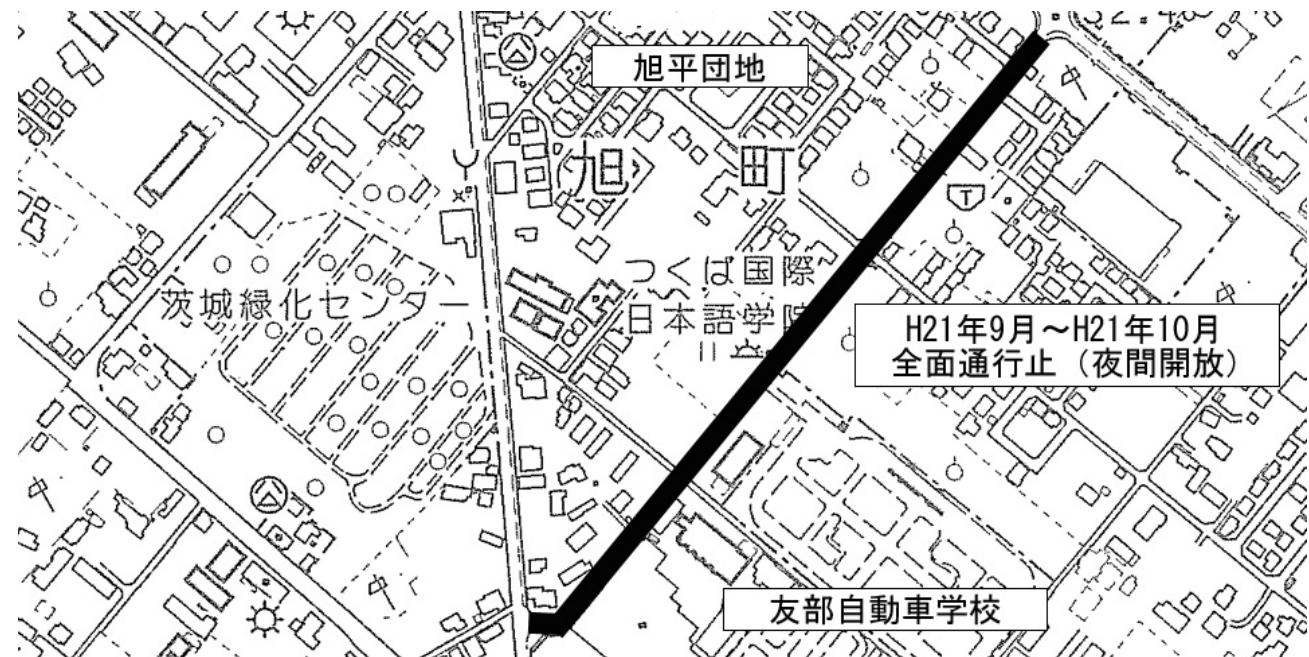 旭平団地
旭町
つくば国際
日本語学院
茨城緑化センター
H21年9月～H21年10月
全面通行止（夜間開放）
友部自動車学校